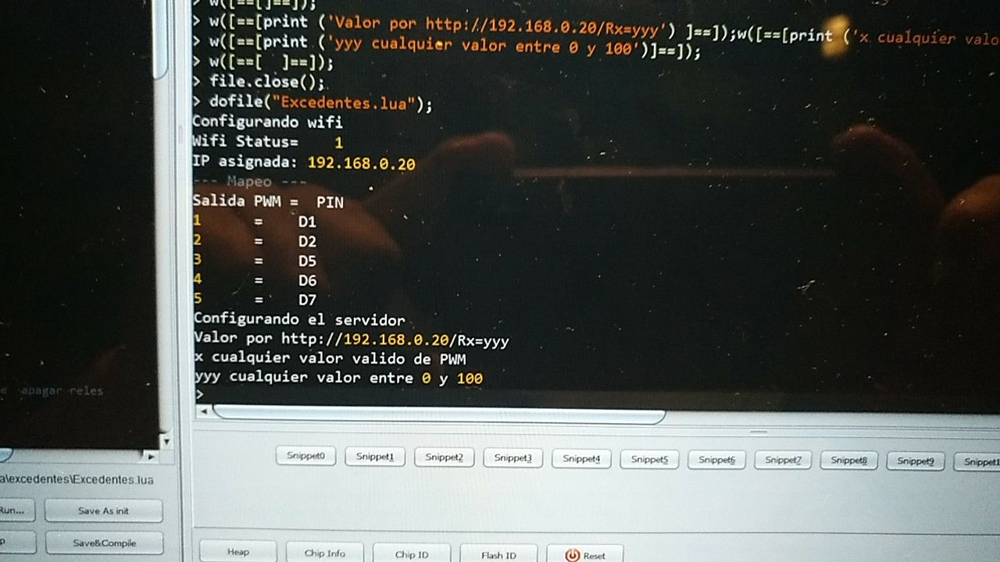 > w([==[]==]);
> w([==[print ('Valor por http://192.168.0.20/Rx=yyy') ]==]);w([==[print ('x cualquier valo
> w([==[print ('yyy cualquier valor entre 0 y 100')]==]);
> w([==[  ]==]);
> file.close();
> dofile("Excedentes.lua");
Configurando wifi
Wifi Status=    1
IP asignada: 192.168.0.20
--- Mapeo ---
Salida PWM =  PIN
1      =    D1
2      =    D2
3      =    D5
4      =    D6
5      =    D7
Configurando el servidor
Valor por http://192.168.0.20/Rx=yyy
x cualquier valor valido de PWM
yyy cualquier valor entre 0 y 100
>
e apagar reles
Snippet0 Snippet1 Snippet2 Snippet3 Snippet4 Snippet5 Snippet6 Snippet7 Snippet8 Snippet9 Snippet1
a\excedentes\Excedentes.lua
Run... Save As init
P Save&Compile
Heap Chip Info Chip ID Flash ID Reset